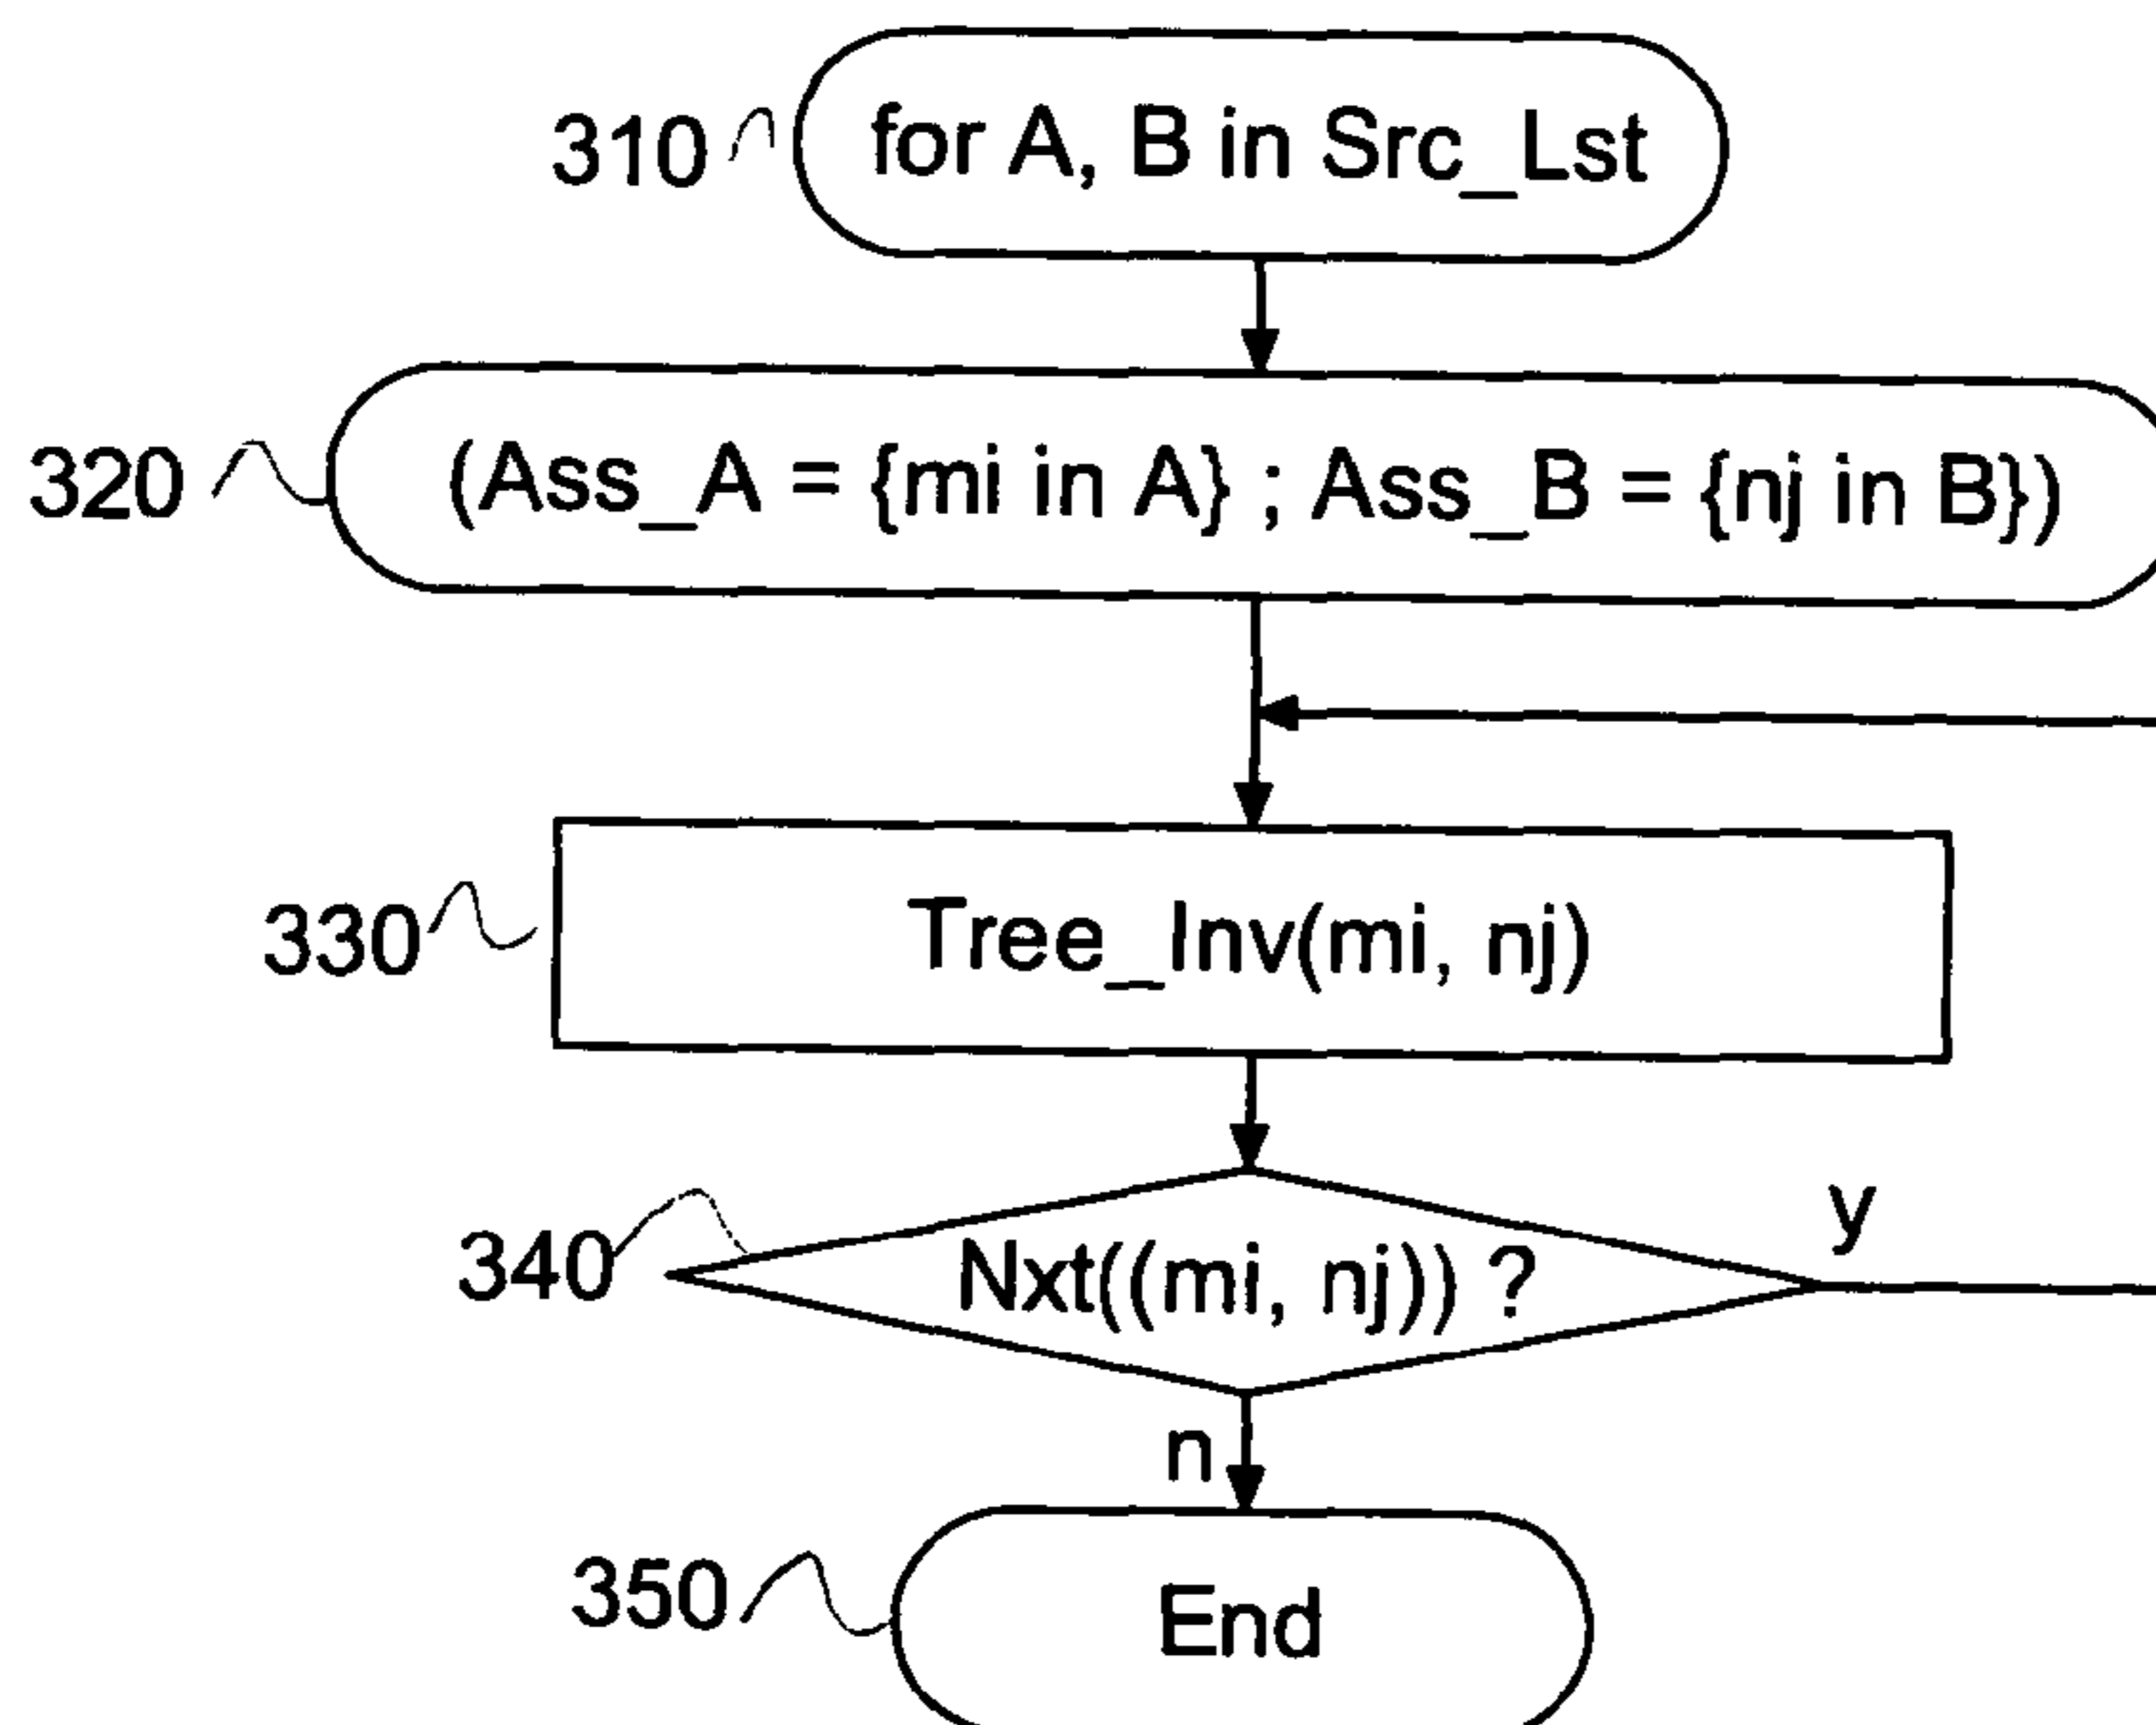 310 for A, B in Src_Lst
320 (Ass_A = {mi in A} ; Ass_B = {nj in B})
330 Tree_Inv(mi, nj)
y
340 Nxt((mi, nj)) ?
n
350 End